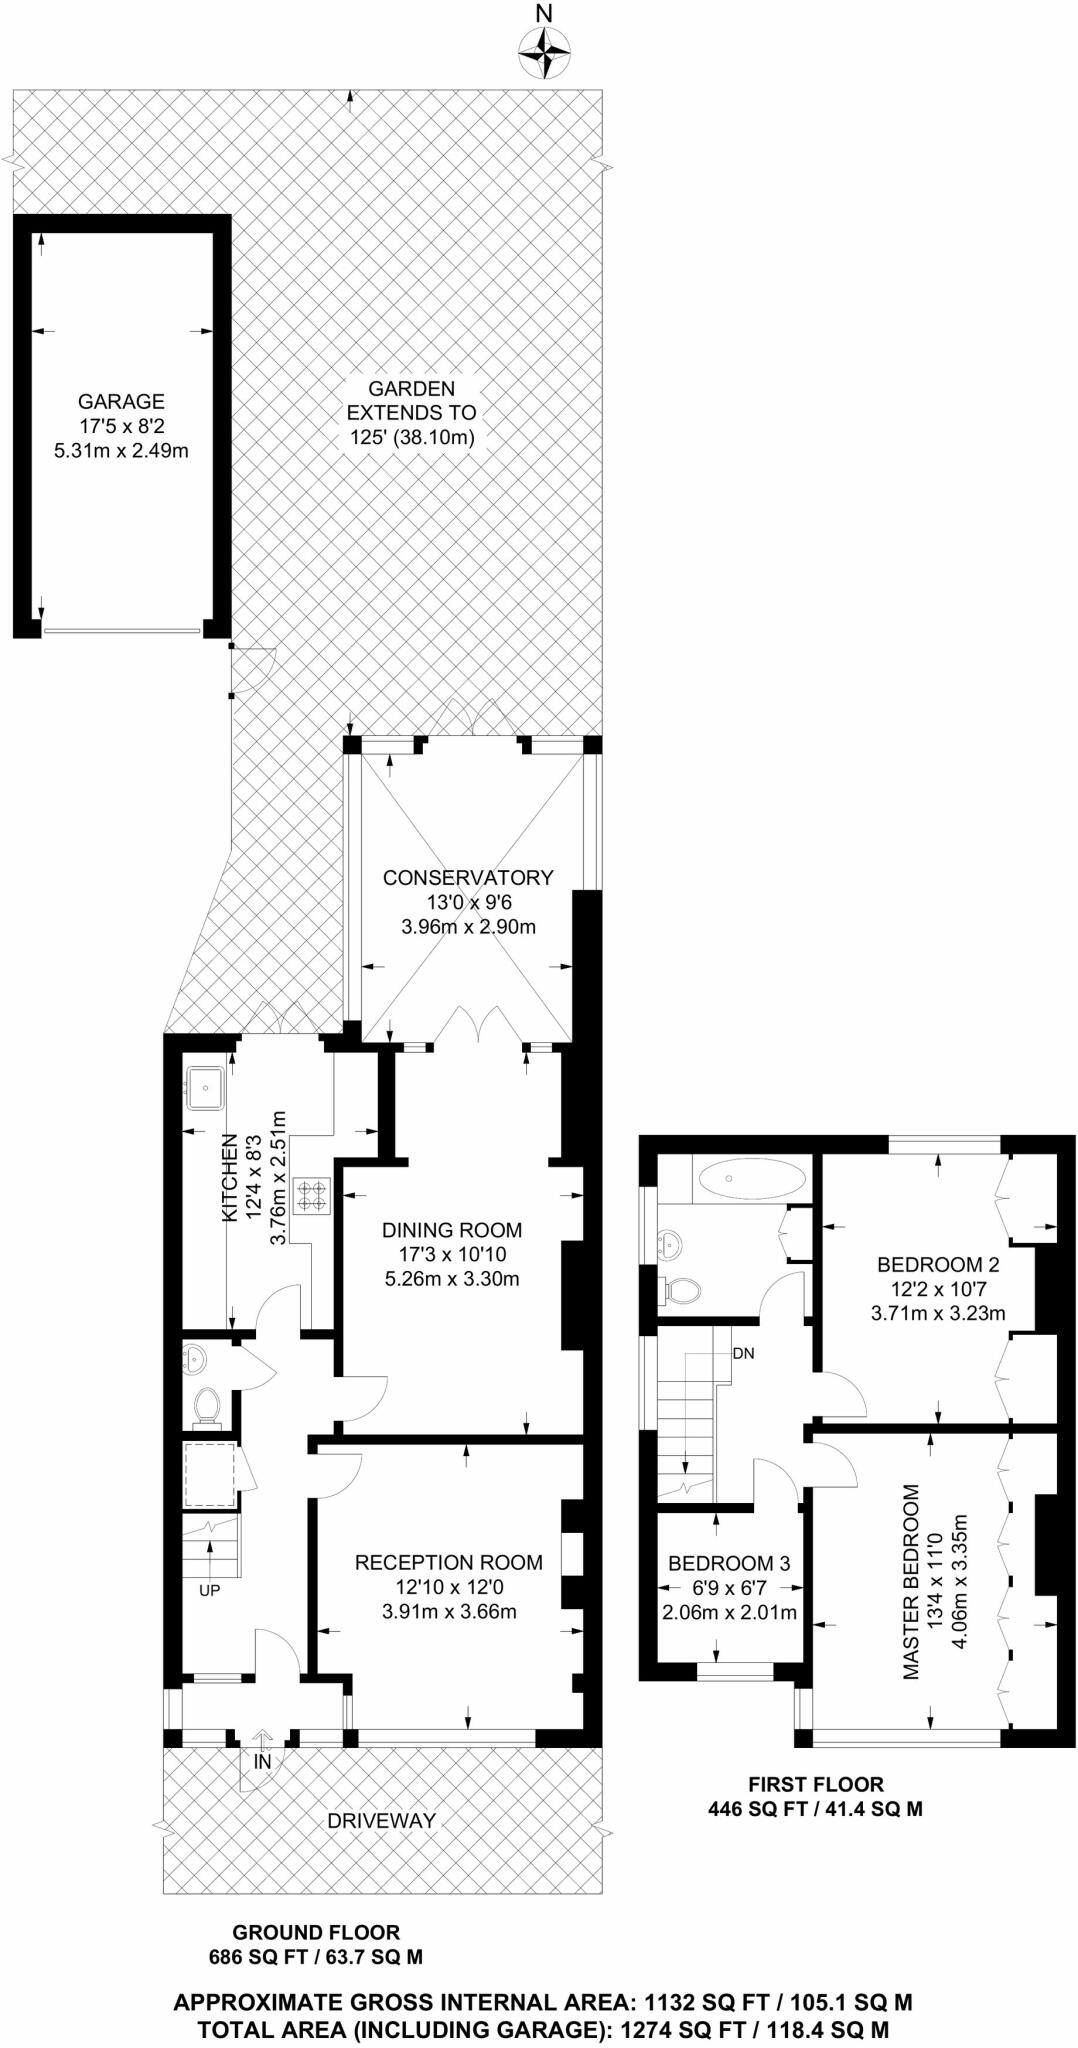 N
GARAGE
17'5 x 8'2
5.31m x 2.49m
GARDEN
EXTENDS TO
125' (38.10m)
CONSERVATORY
13'0 x 9'6
3.96m x 2.90m
KITCHEN
12'4 x 8'3
3.76m x 2.51m
DINING ROOM
17'3 x 10'10
5.26m x 3.30m
RECEPTION ROOM
12'10 x 12'0
3.91m x 3.66m
UP
IN
DRIVEWAY
GROUND FLOOR
686 SQ FT / 63.7 SQ M
BEDROOM 2
12'2 x 10'7
3.71m x 3.23m
DN
BEDROOM 3
6'9 x 6'7
2.06m x 2.01m
MASTER BEDROOM
13'4 x 11'0
4.06m x 3.35m
FIRST FLOOR
446 SQ FT / 41.4 SQ M
APPROXIMATE GROSS INTERNAL AREA: 1132 SQ FT / 105.1 SQ M
TOTAL AREA (INCLUDING GARAGE): 1274 SQ FT / 118.4 SQ M